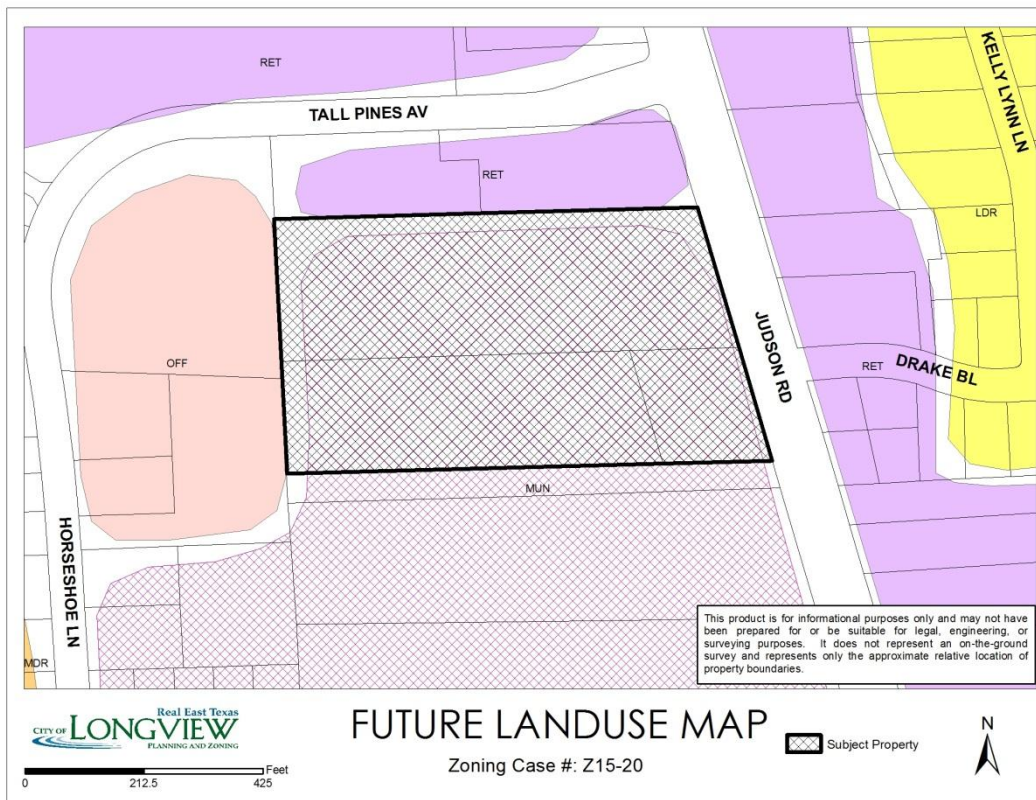 RET
TALL PINES AV
KELLY LYNN LN
RET
LDR
OFF
JUDSON RD
RET
DRAKE BL
MUN
HORSESHOE LN
MDR
This product is for informational purposes only and may not have
been prepared for or be suitable for legal, engineering, or
surveying purposes. It does not represent an on-the-ground
survey and represents only the approximate relative location of
property boundaries.
Real East Texas
CITY OF LONGVIEW
PLANNING AND ZONING
FUTURE LANDUSE MAP
Zoning Case #: Z15-20
Subject Property
N
Feet
0 212.5 425